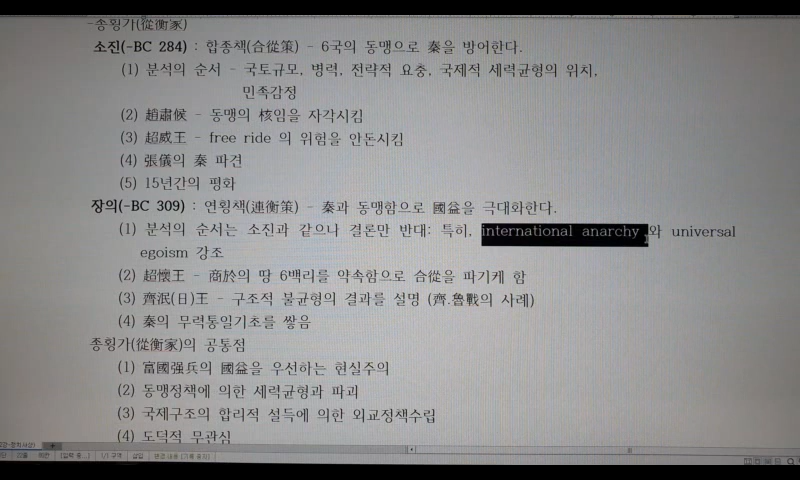 -종횡가(從衡家)
소진(-BC 284) : 합종책(合從策) - 6국의 동맹으로 秦을 방어한다.
(1) 분석의 순서 - 국토규모, 병력, 전략적 요충, 국제적 세력균형의 위치,
민족감정
(2) 趙肅候 - 동맹의 核임을 자각시킴
(3) 超威王 - free ride 의 위험을 안돈시킴
(4) 張儀의 秦 파견
(5) 15년간의 평화
장의(-BC 309) : 연횡책(連衡策) - 秦과 동맹함으로 國益을 극대화한다.
(1) 분석의 순서는 소진과 같으나 결론만 반대: 특히, international anarchy 와 universal
egoism 강조
(2) 超懷王 - 商於의 땅 6백리를 약속함으로 合從을 파기케 함
(3) 齊泯(日)王 - 구조적 불균형의 결과를 설명 (齊.魯戰의 사례)
(4) 秦의 무력통일기초를 쌓음
종횡가(從衡家)의 공통점
(1) 富國强兵의 國益을 우선하는 현실주의
(2) 동맹정책에 의한 세력균형과 파괴
(3) 국제구조의 합리적 설득에 의한 외교정책수립
(4) 도덕적 무관심
1/1 구역 삽입